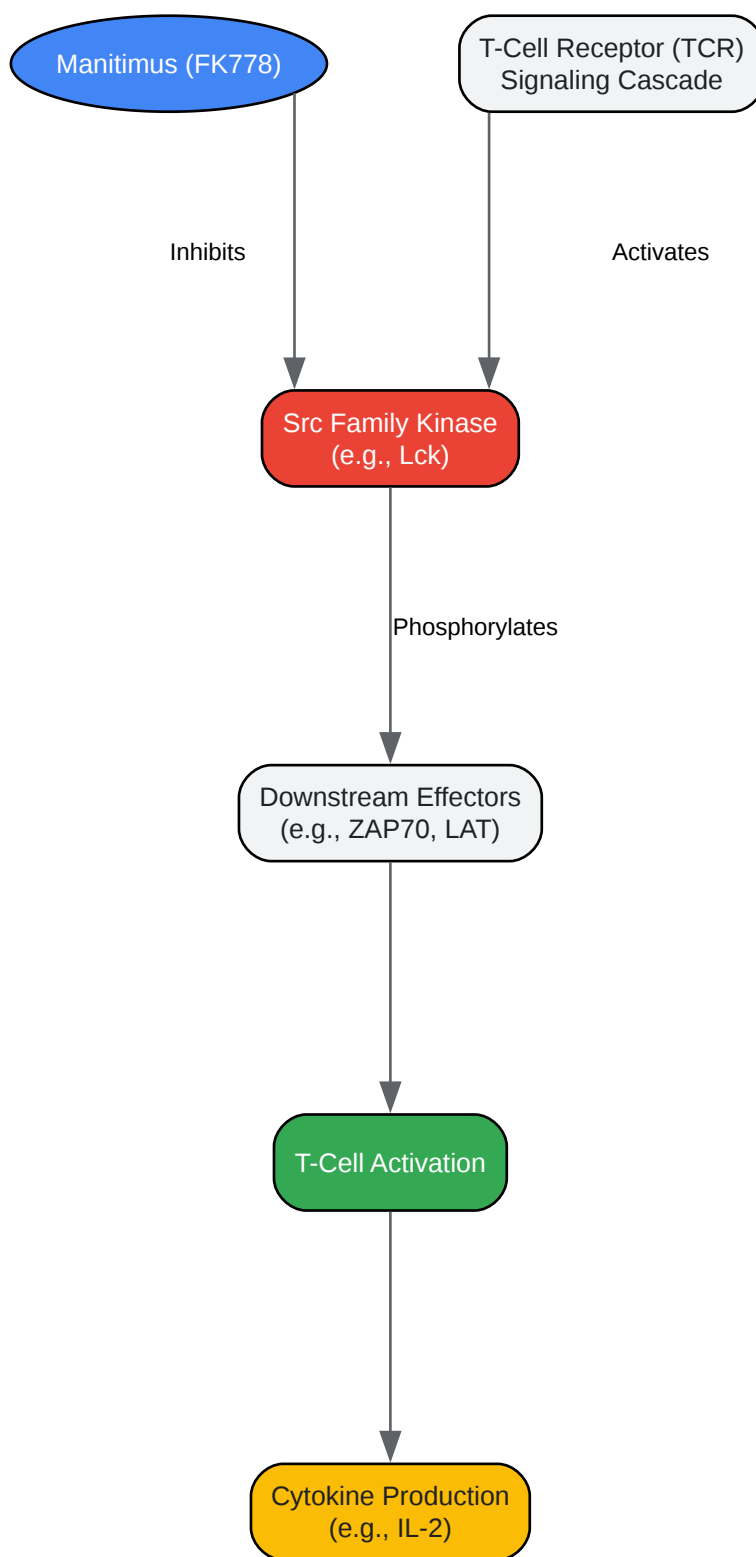 Manitimus (FK778)
T-Cell Receptor (TCR)
Signaling Cascade
Inhibits
Activates
Src Family Kinase
(e.g., Lck)
Phosphorylates
Downstream Effectors
(e.g., ZAP70, LAT)
T-Cell Activation
Cytokine Production
(e.g., IL-2)